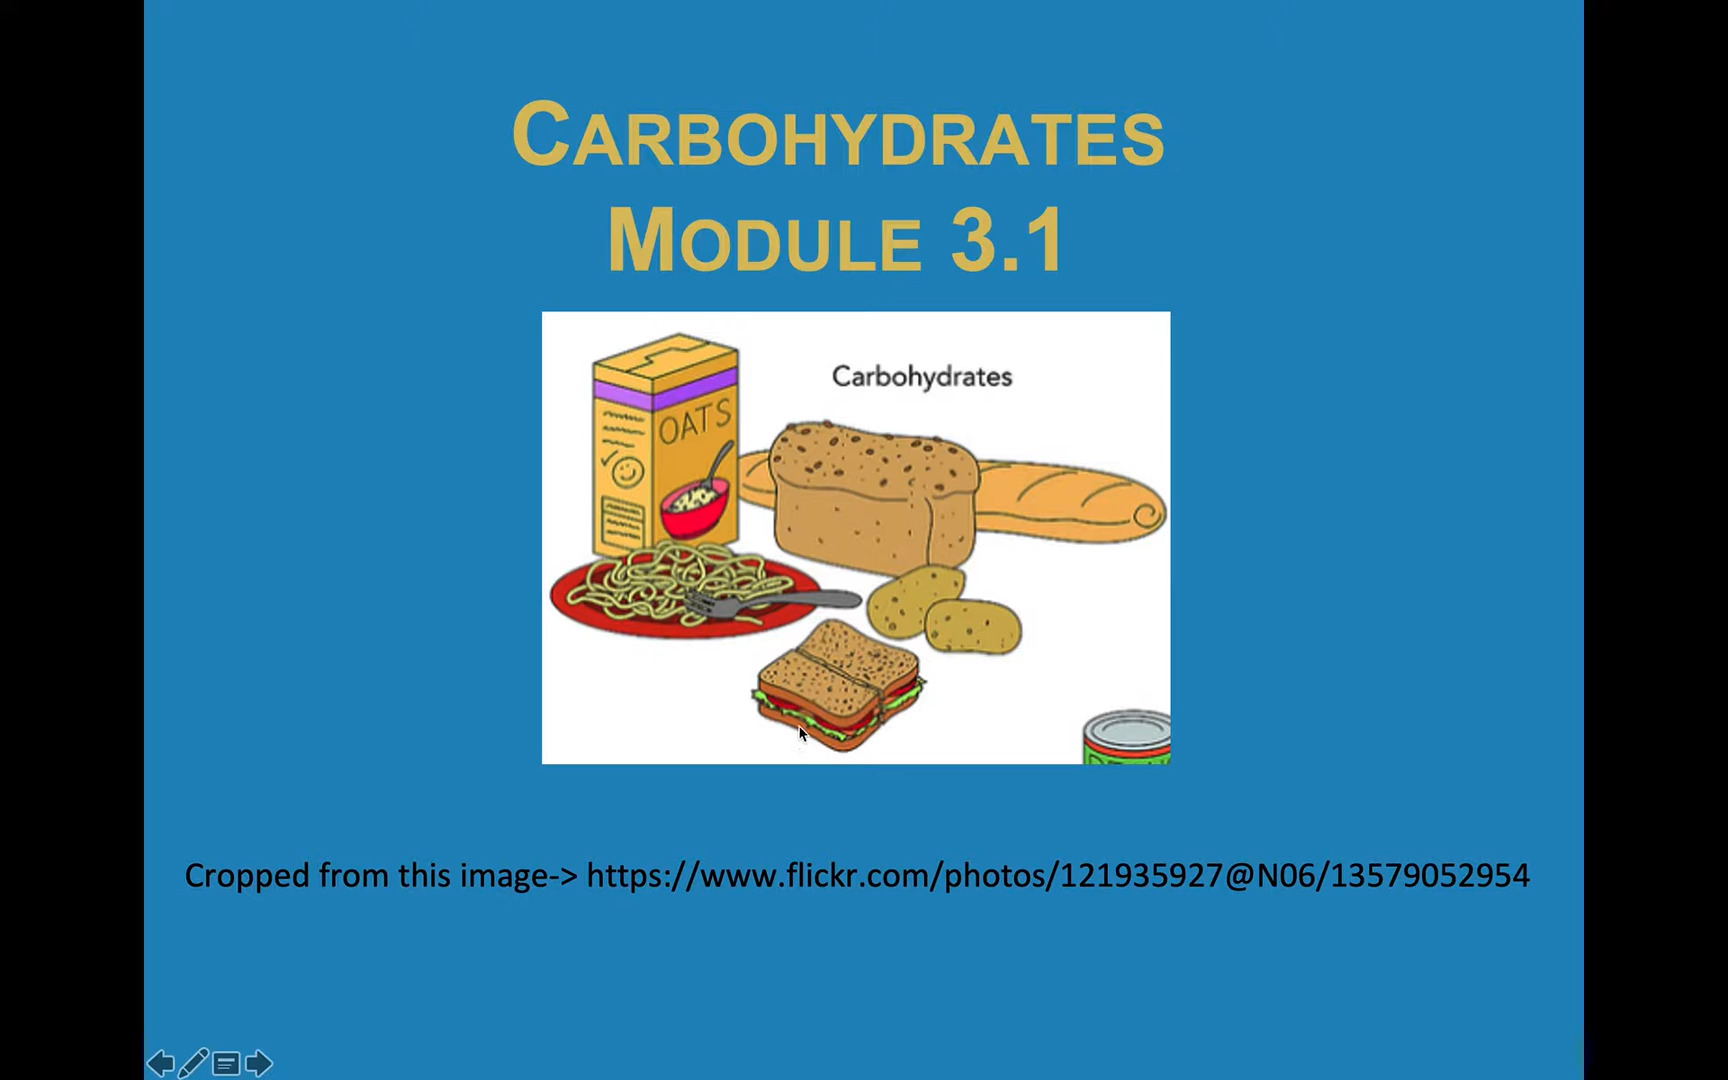 CARBOHYDRATES
MODULE 3.1
Carbohydrates
OATS
Cropped from this image-> https://www.flickr.com/photos/121935927@N06/13579052954